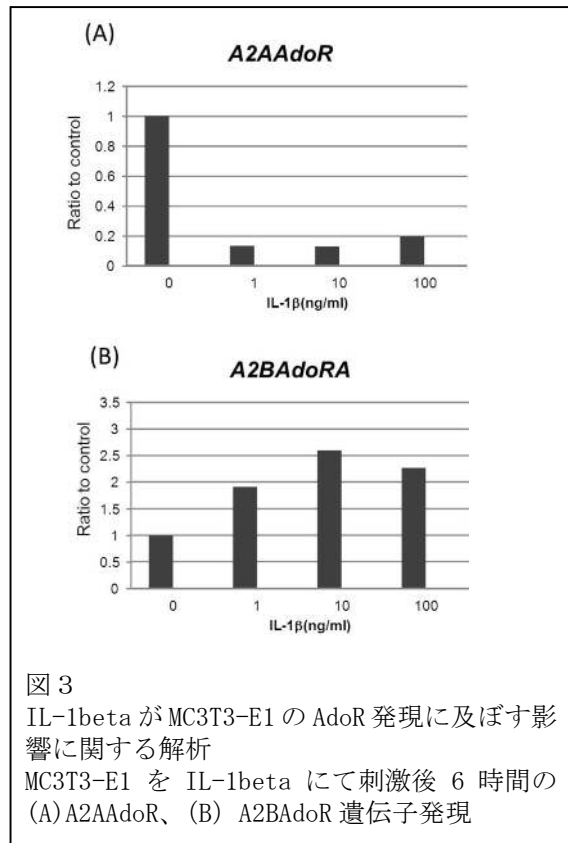 (A)
A2AAdoR
Ratio to control
1.2
1
0.8
0.6
0.4
0.2
0
0 1 10 100
IL-1β(ng/ml)
(B)
A2BAdoRA
Ratio to control
3.5
3
2.5
2
1.5
1
0.5
0
0 1 10 100
IL-1β(ng/ml)
図３
IL-1beta が MC3T3-E1 の AdoR 発現に及ぼす影
響に関する解析
MC3T3-E1 を IL-1beta にて刺激後 6 時間の
(A)A2AAdoR、(B) A2BAdoR 遺伝子発現